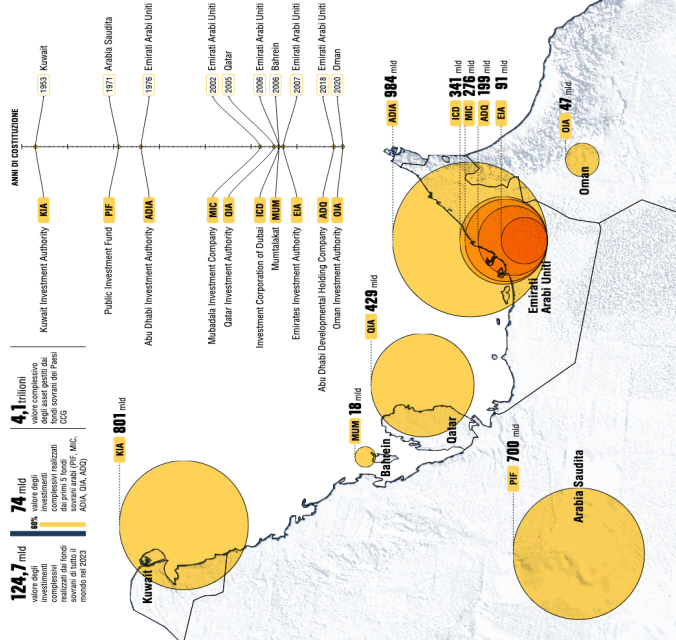 124,7 mld
valore degli
investimenti
complessivi
realizzati dai fondi
sovrani di tutto il
mondo nel 2023
60%
74 mld
valore degli
investimenti
complessivi realizzati
dai primi 5 fondi
sovrani arabi (PIF, MIC,
ADIA, QIA, ADQ)
4,1 trilioni
valore complessivo
degli asset gestiti dai
fondi sovrani dei Paesi
CCG
ANNI DI COSTITUZIONE
Kuwait Investment Authority KIA 1953 Kuwait
Public Investment Fund PIF 1971 Arabia Saudita
Abu Dhabi Investment Authority ADIA 1976 Emirati Arabi Uniti
Mubadala Investment Company MIC 2002 Emirati Arabi Uniti
Qatar Investment Authority QIA 2005 Qatar
Investment Corporation of Dubai ICD 2006 Emirati Arabi Uniti
Mumtalakat MUM 2006 Bahrein
Emirates Investment Authority EIA 2007 Emirati Arabi Uniti
Abu Dhabi Developmental Holding Company ADQ 2018 Emirati Arabi Uniti
Oman Investment Authority OIA 2020 Oman
KIA 801 mld
Kuwait
MUM 18 mld
Bahrein
QIA 429 mld
Qatar
PIF 700 mld
Arabia Saudita
ADIA 984 mld
ICD 341 mld
MIC 276 mld
ADQ 199 mld
EIA 91 mld
Emirati
Arabi Uniti
OIA 47 mld
Oman